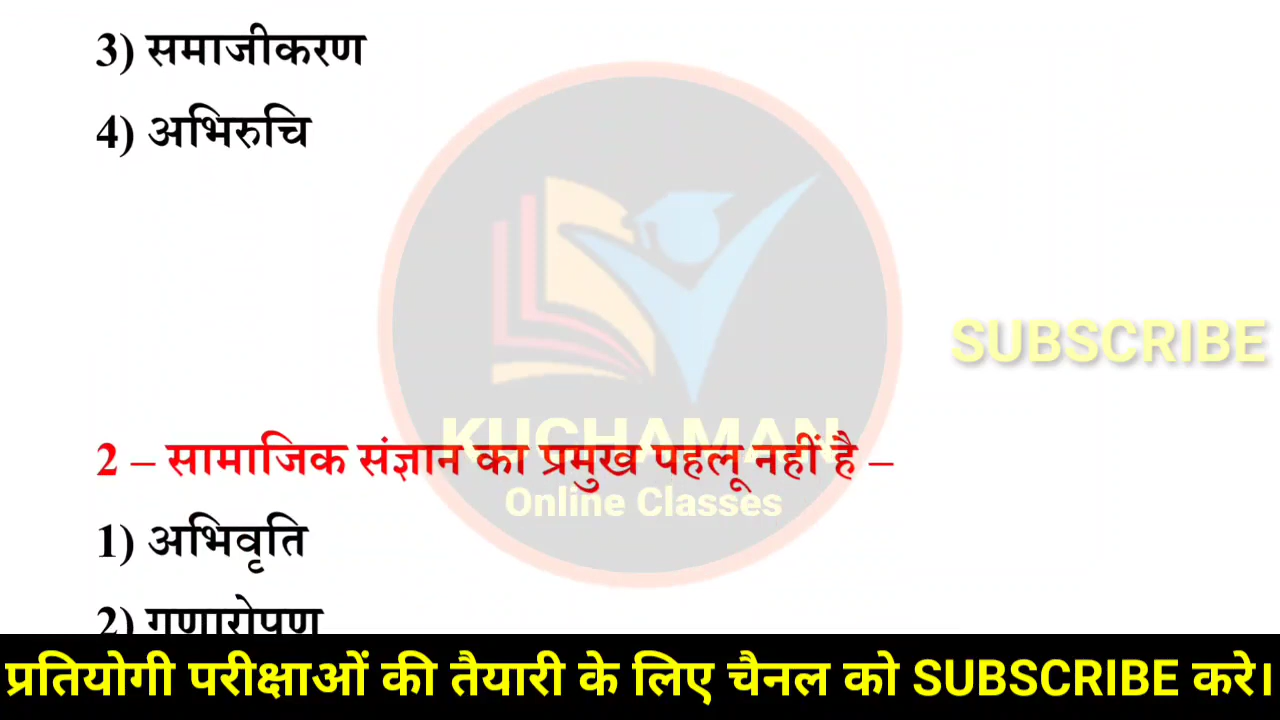 3) समाजीकरण
4) अभिरुचि
SUBSCRIBE
KUCHAMAN
2 – सामाजिक संज्ञान का प्रमुख पहलू नहीं है –
Online Classes
1) अभिवृति
2) गुणारोपण
प्रतियोगी परीक्षाओं की तैयारी के लिए चैनल को SUBSCRIBE करे।